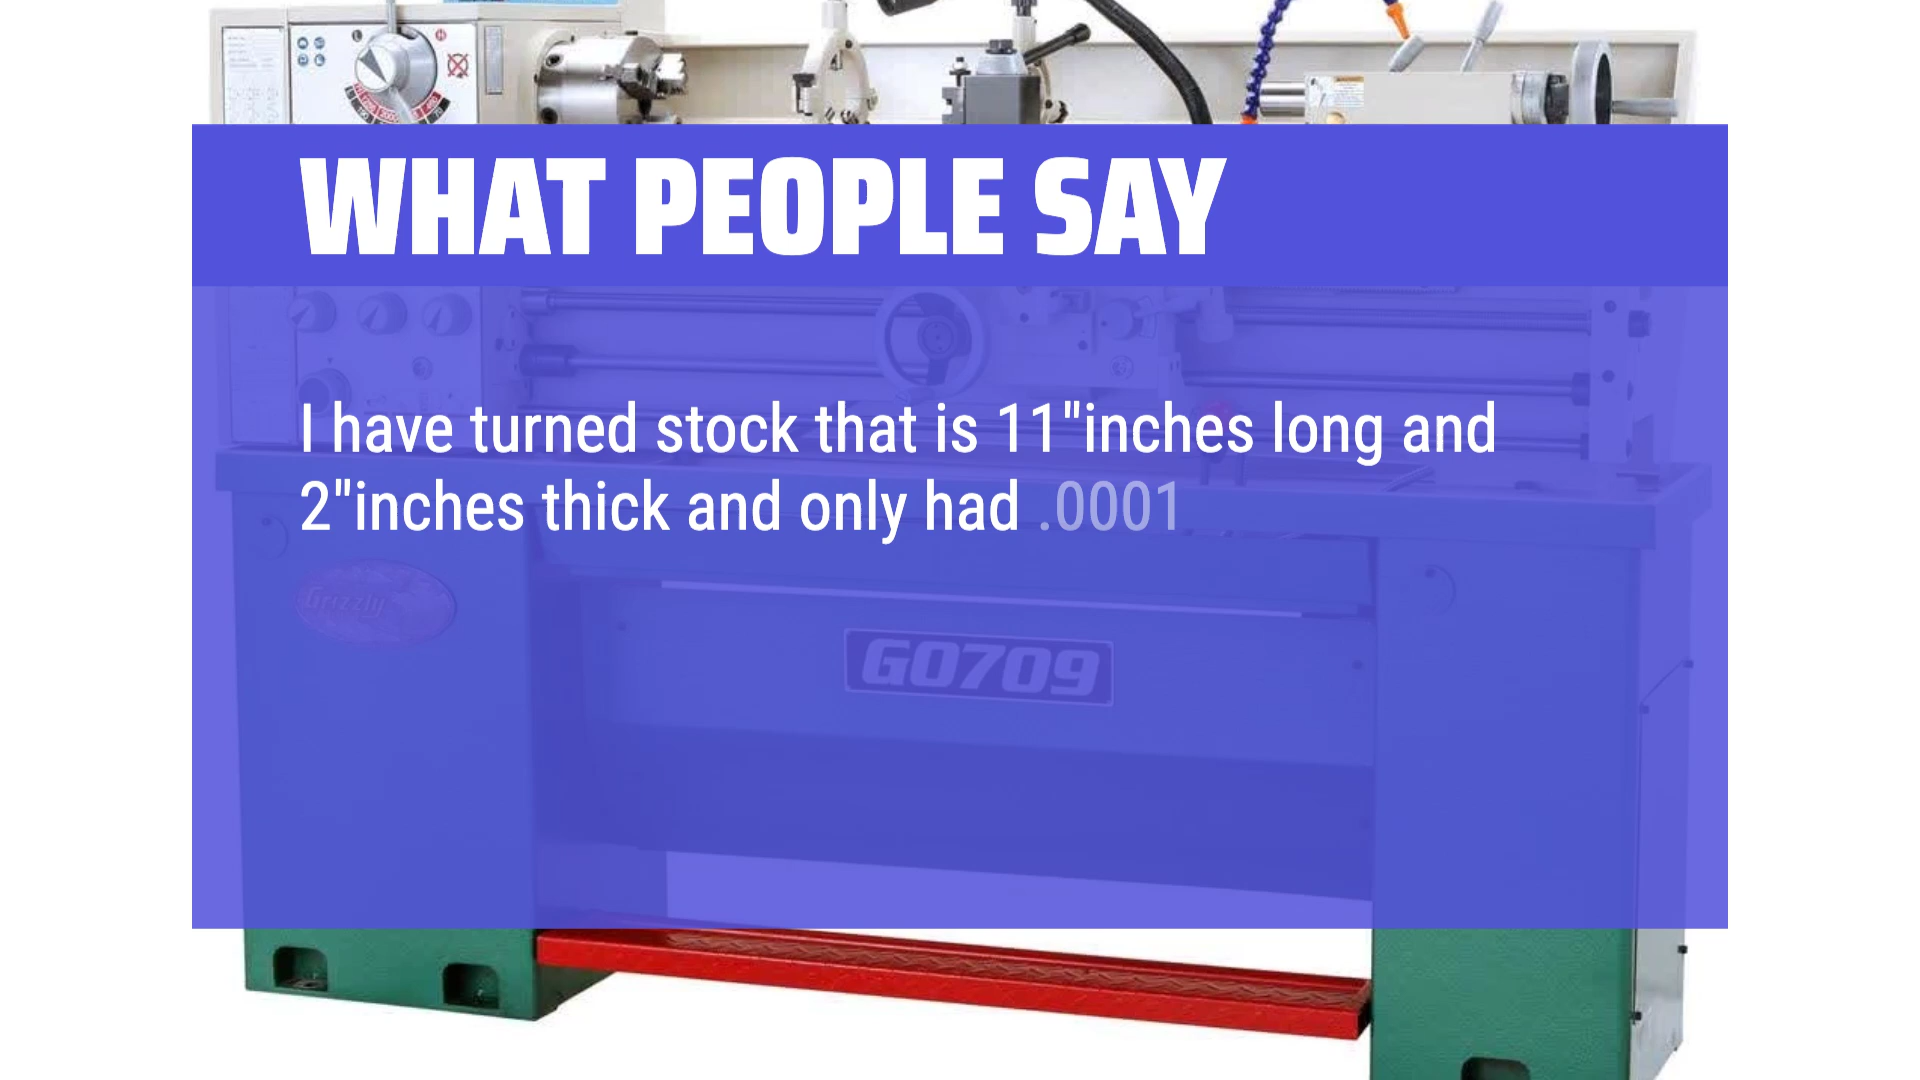 WHAT PEOPLE SAY
I have turned stock that is 11"inches long and
2"inches thick and only had .0001
Grizzly
G0709